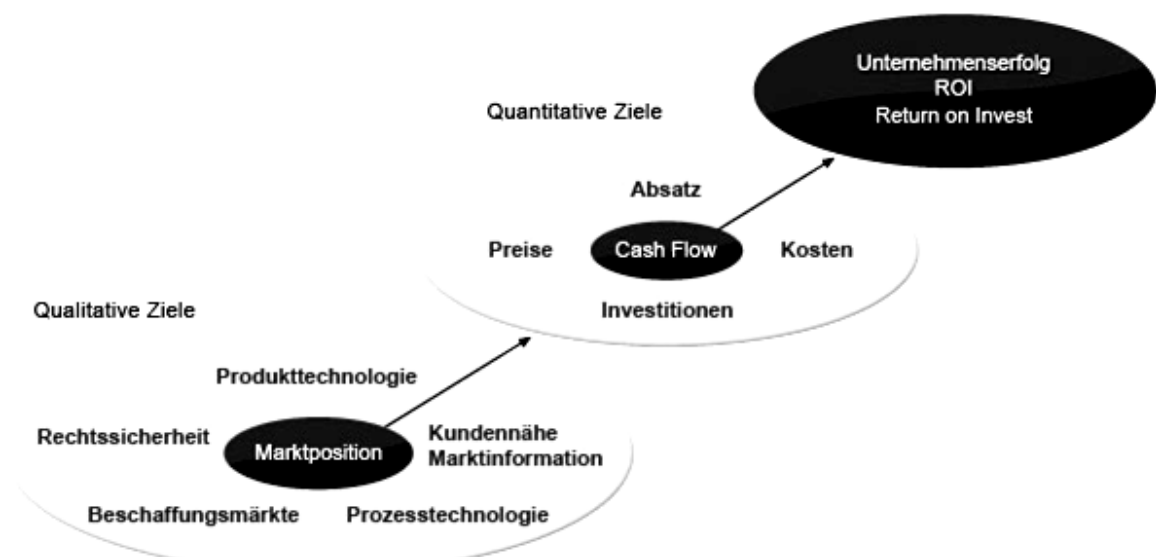 Unternehmenserfolg
ROI
Return on Invest
Quantitative Ziele
Absatz
Preise
Cash Flow
Kosten
Investitionen
Qualitative Ziele
Produkttechnologie
Rechtssicherheit
Marktposition
Kundennähe
Marktinformation
Beschaffungsmärkte
Prozesstechnologie